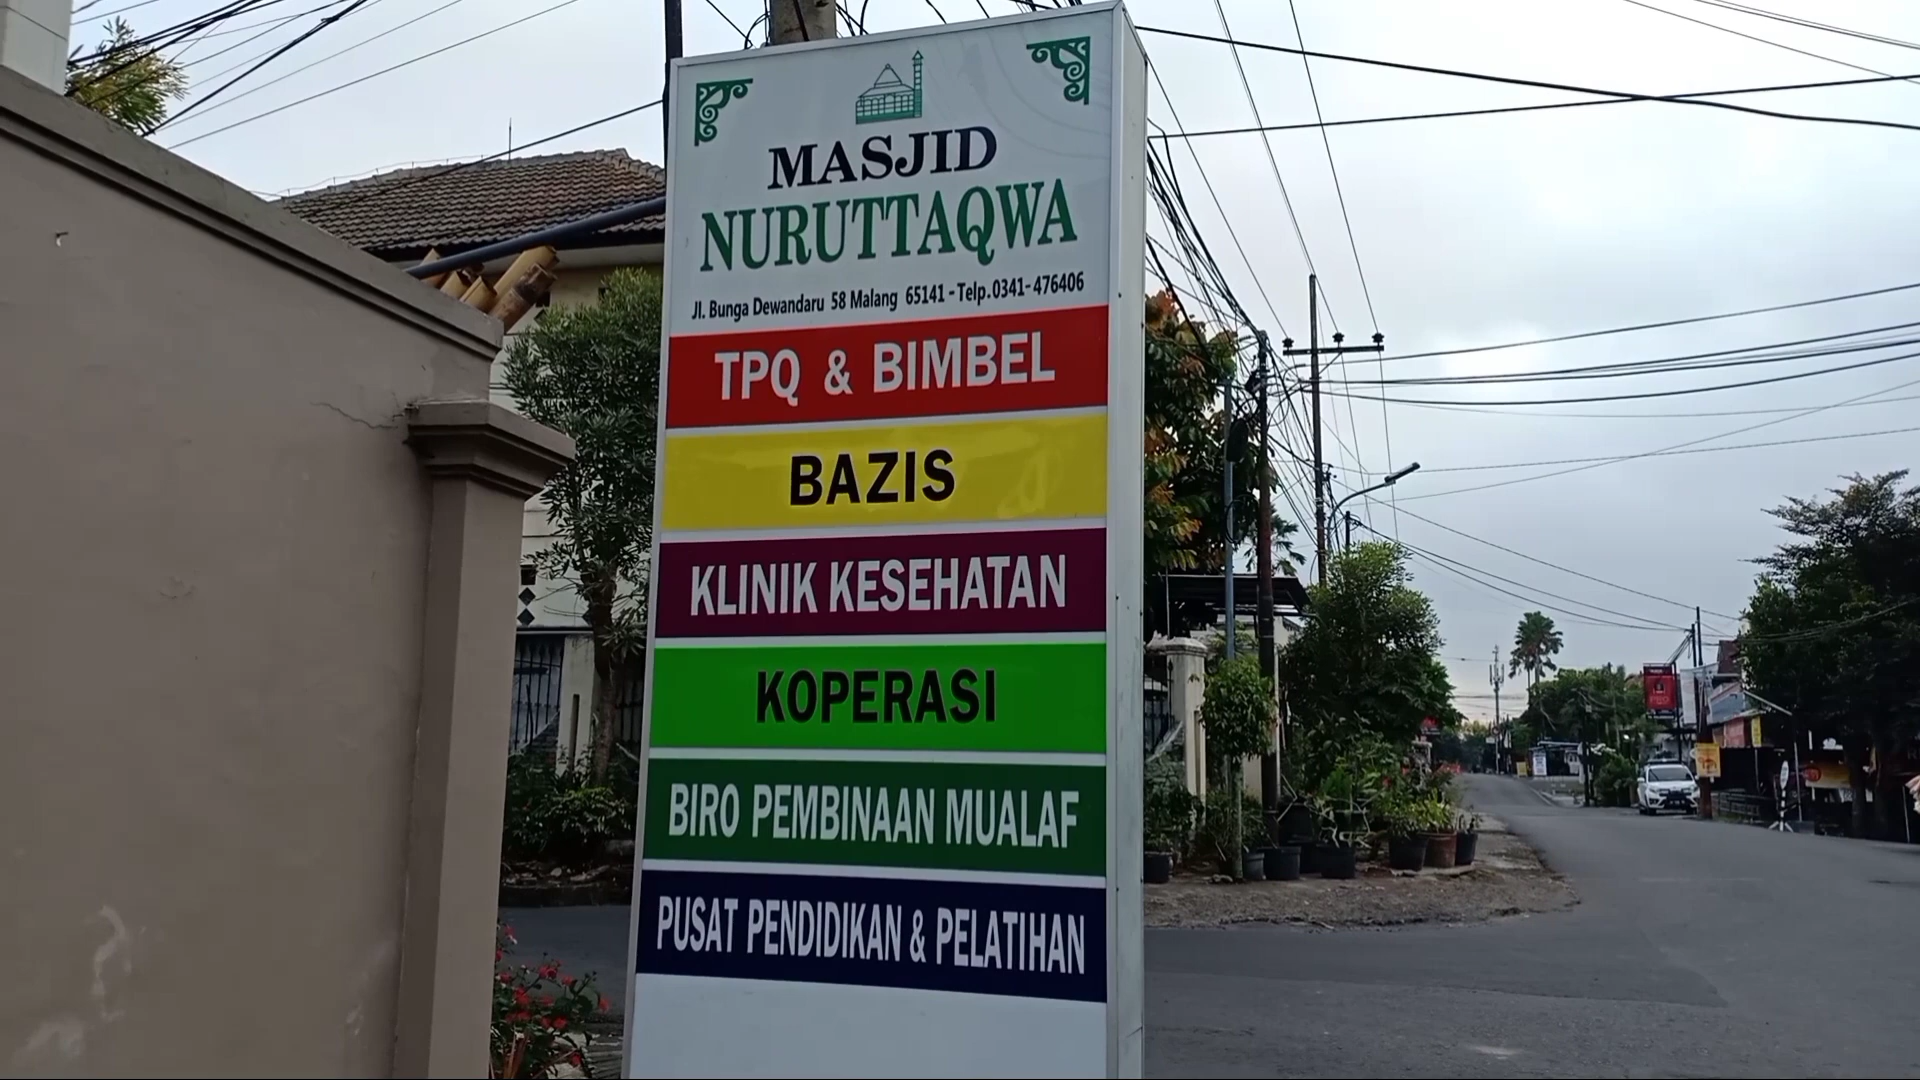 MASJID
NURUTTAQWA
Jl. Bunga Dewandaru 58 Malang 65141 - Telp.0341-476406
TPQ & BIMBEL
BAZIS
KLINIK KESEHATAN
KOPERASI
BIRO PEMBINAAN MUALAF
PUSAT PENDIDIKAN & PELATIHAN